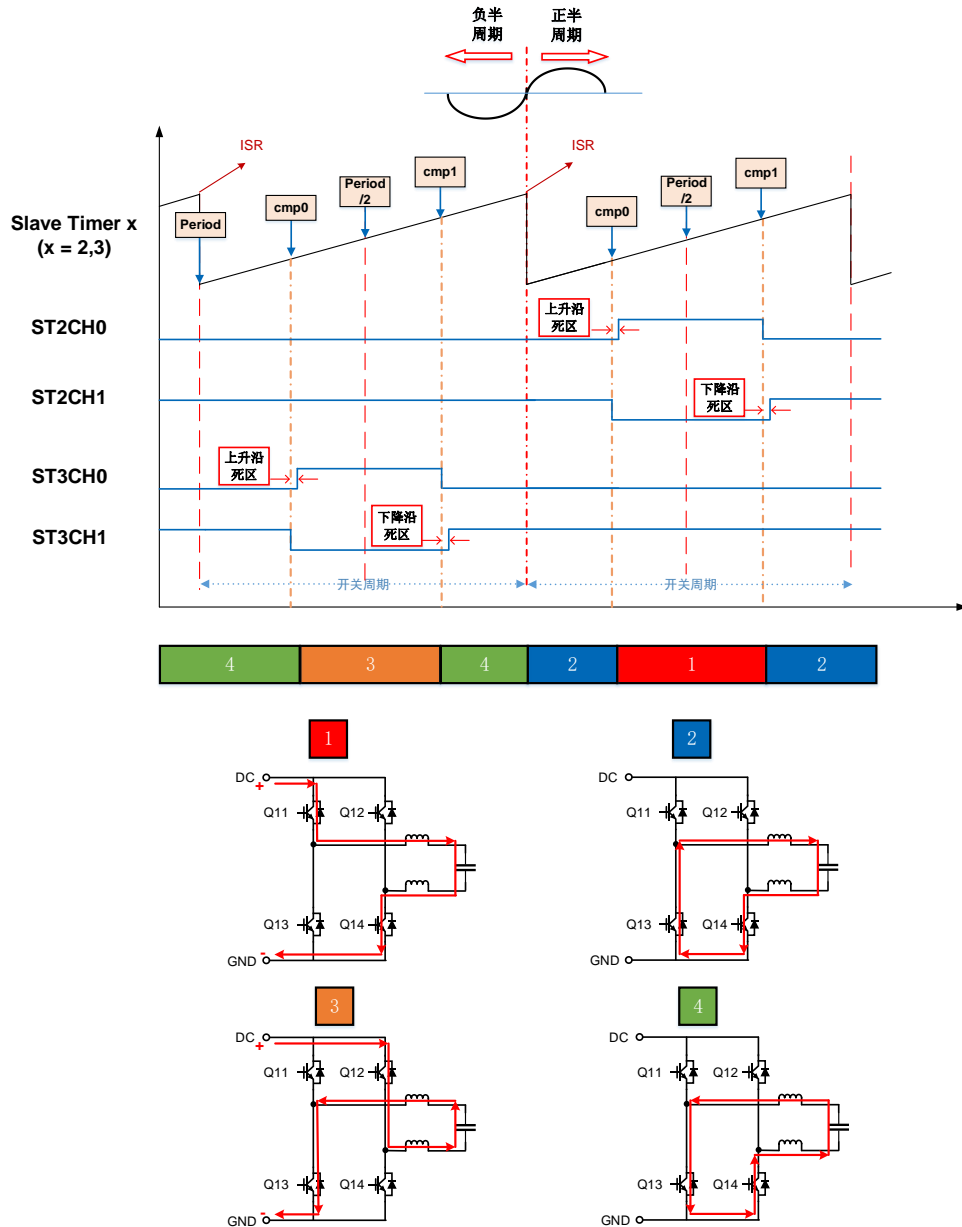 负半
周期
正半
周期
ISR
ISR
Period
cmp0
Period
/2
cmp1
cmp0
Period
/2
cmp1
Slave Timer x
(x = 2,3)
ST2CH0
上升沿
死区
ST2CH1
下降沿
死区
ST3CH0
上升沿
死区
ST3CH1
下降沿
死区
开关周期
开关周期
4
3
4
2
1
2
1
2
DC
+
Q11
Q12
Q13
Q14
-
GND
DC
Q11
Q12
Q13
Q14
GND
3
4
DC
+
Q11
Q12
Q13
Q14
-
GND
DC
Q11
Q12
Q13
Q14
GND